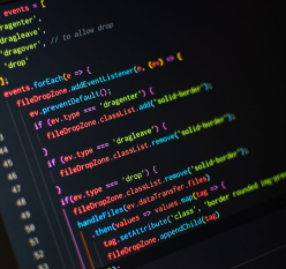 events = [
ragenter',
dragleave',
'dragover', // to allow drop
'drop'
];
events.forEach(e => {
fileDropZone.addEventListener(e, (ev) => {
ev.preventDefault();
if (ev.type === 'dragenter') {
fileDropZone.classList.add('solid-border');
}
if (ev.type === 'dragleave') {
fileDropZone.classList.remove('solid-border');
}
if(ev.type === 'drop') {
fileDropZone.classList.remove('solid-border');
handleFiles(ev.dataTransfer.files)
.then(values => values.map(tag => {
tag.setAttribute('class', 'border rounded img-
fileDropZone.appendChild(tag)
}